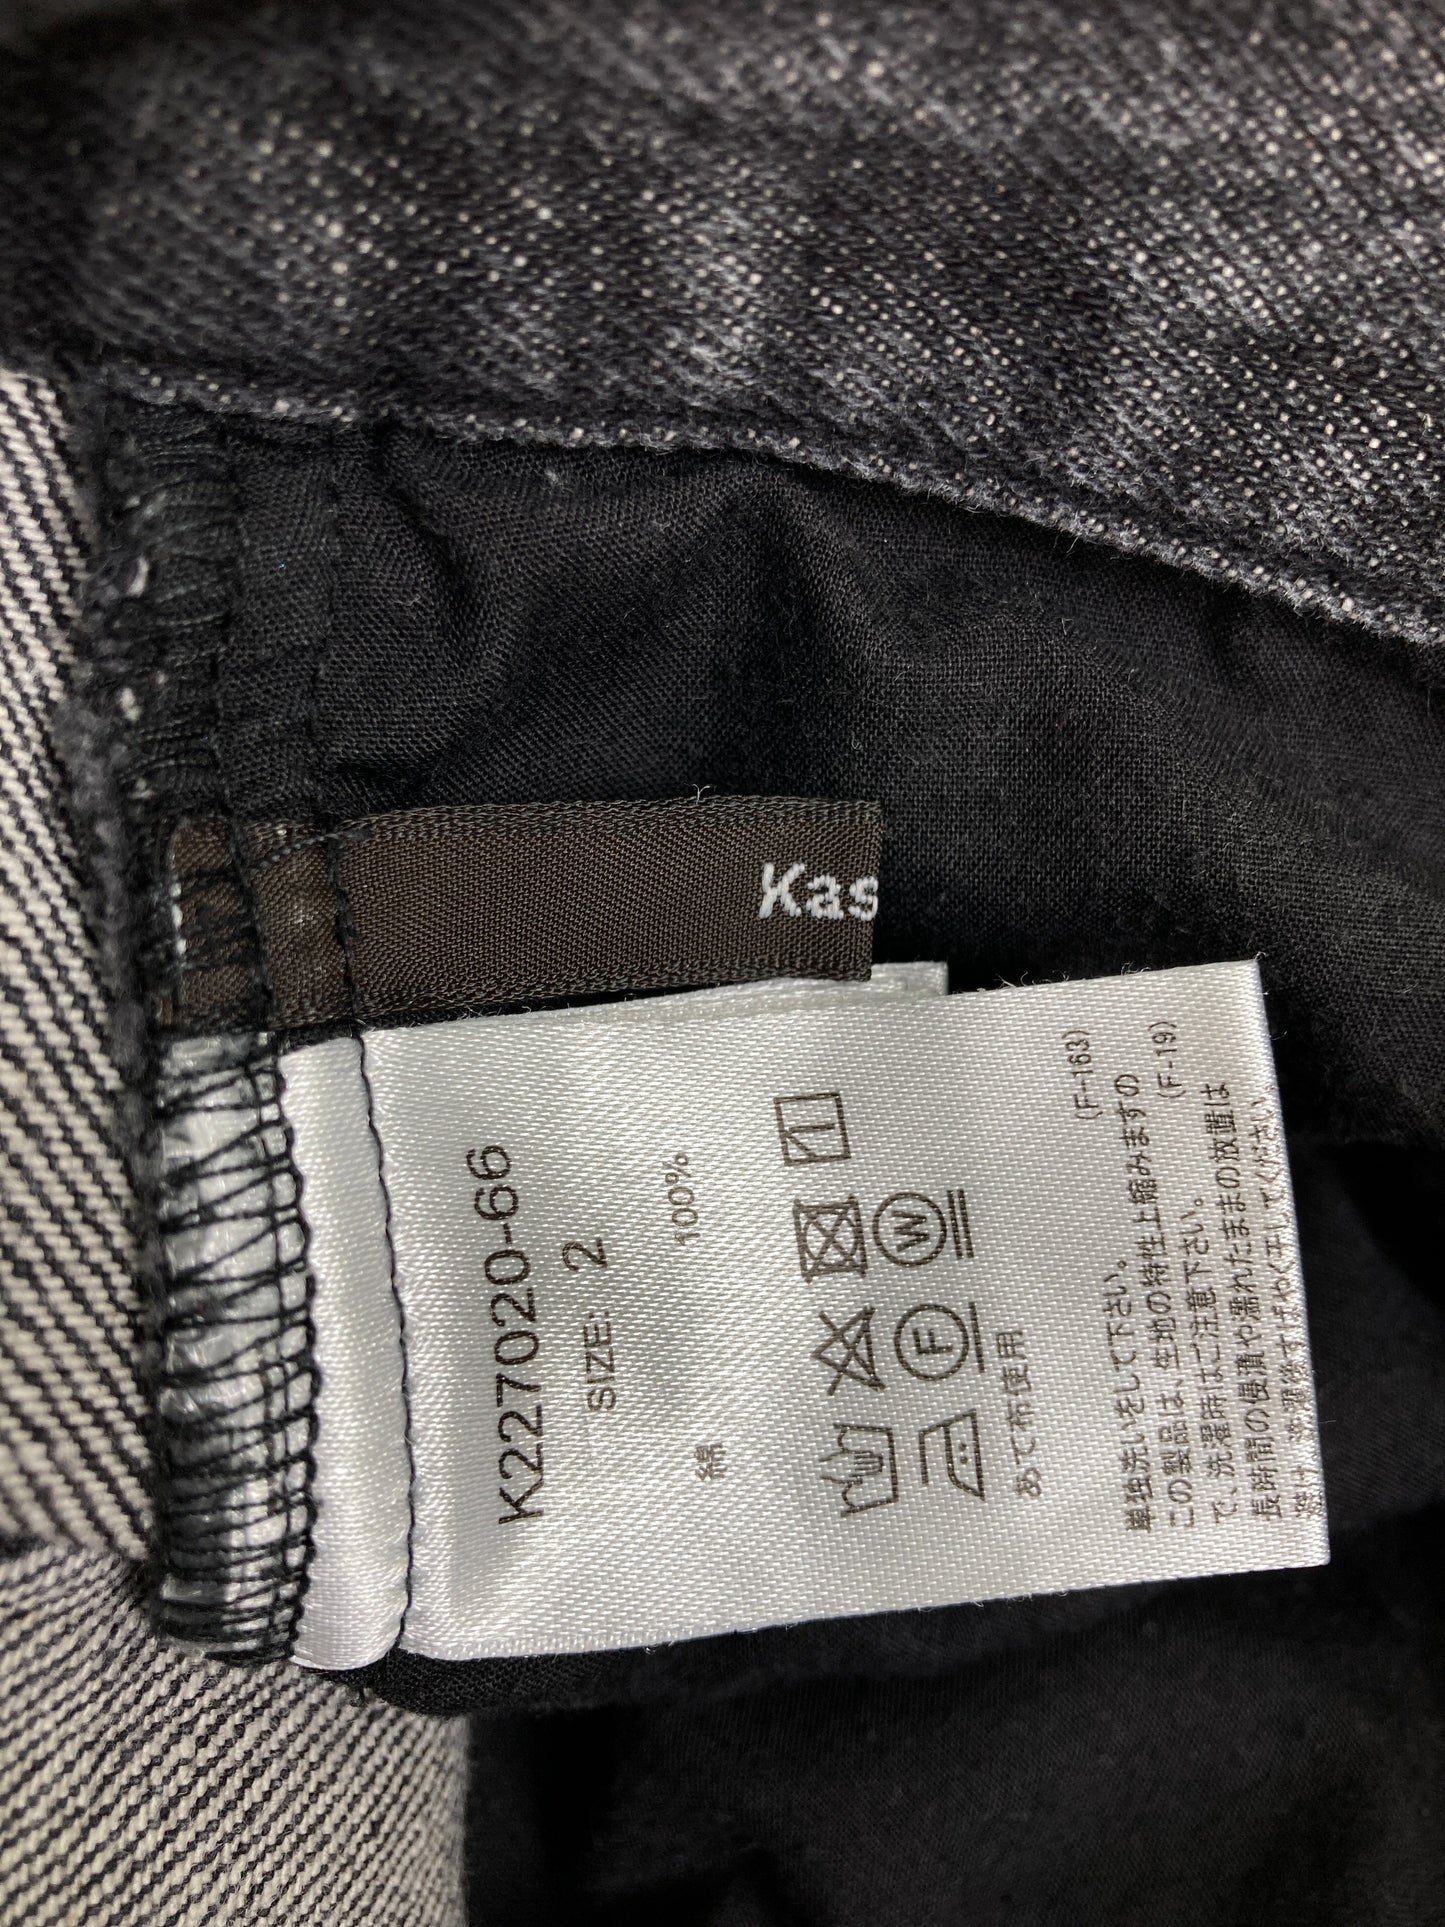 Kas
K227020-66
SIZE: 2
綿 100%
W
F
あて布使用
(F-163)
単独洗いをして下さい。
(F-19)
この製品は、生地の特性上縮みますの
で、洗濯時はご注意下さい。
長時間の浸漬や濡れたままの放置は